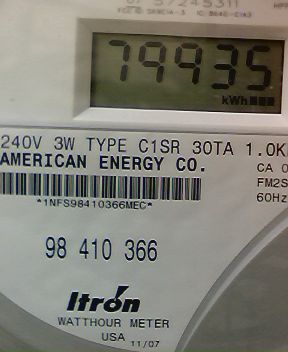 79935
kWh
240V 3W TYPE C1SR 30TA 1.0
AMERICAN ENERGY CO.
CA
FM2S
60Hz
*1NFS98410366MEC*
98 410 366
Itron
WATTHOUR METER
USA 11/07